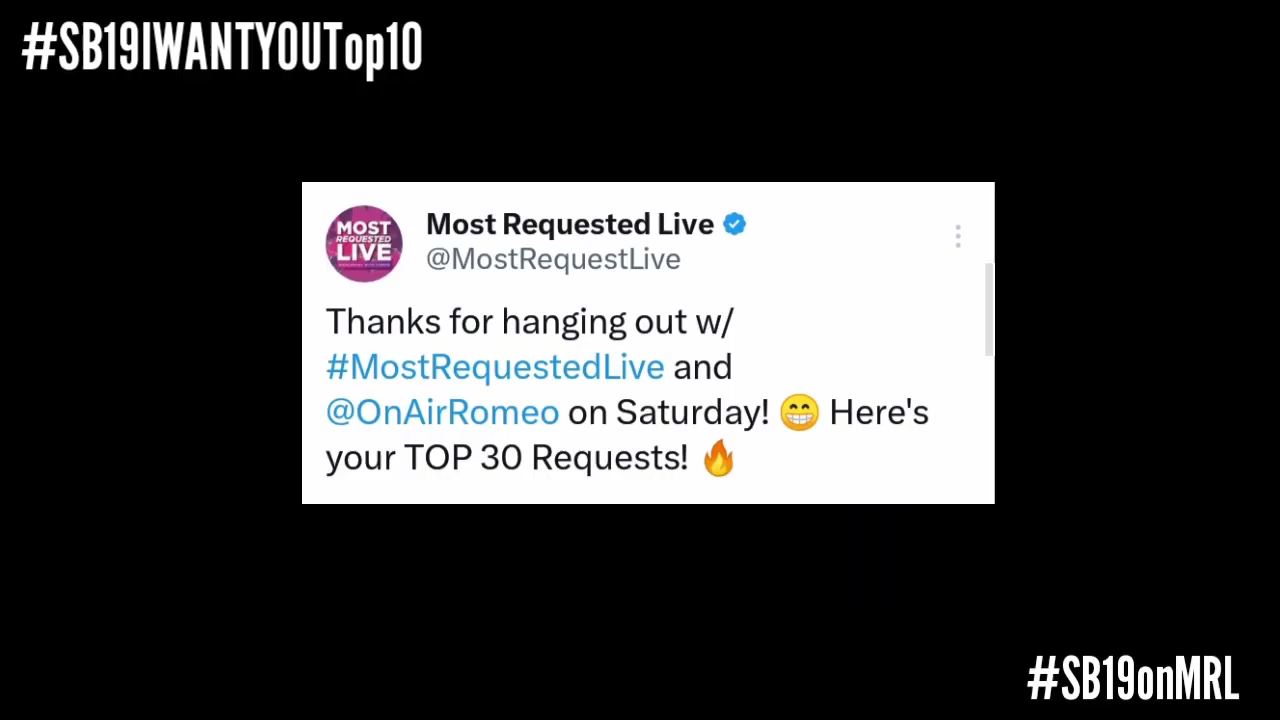 #SB19IWANTYOUTop10
MOST
REQUESTED
LIVE
Most Requested Live
@MostRequestLive
Thanks for hanging out w/
#MostRequestedLive and
@OnAirRomeo on Saturday! 😁 Here's
your TOP 30 Requests! 🔥
#SB19onMRL